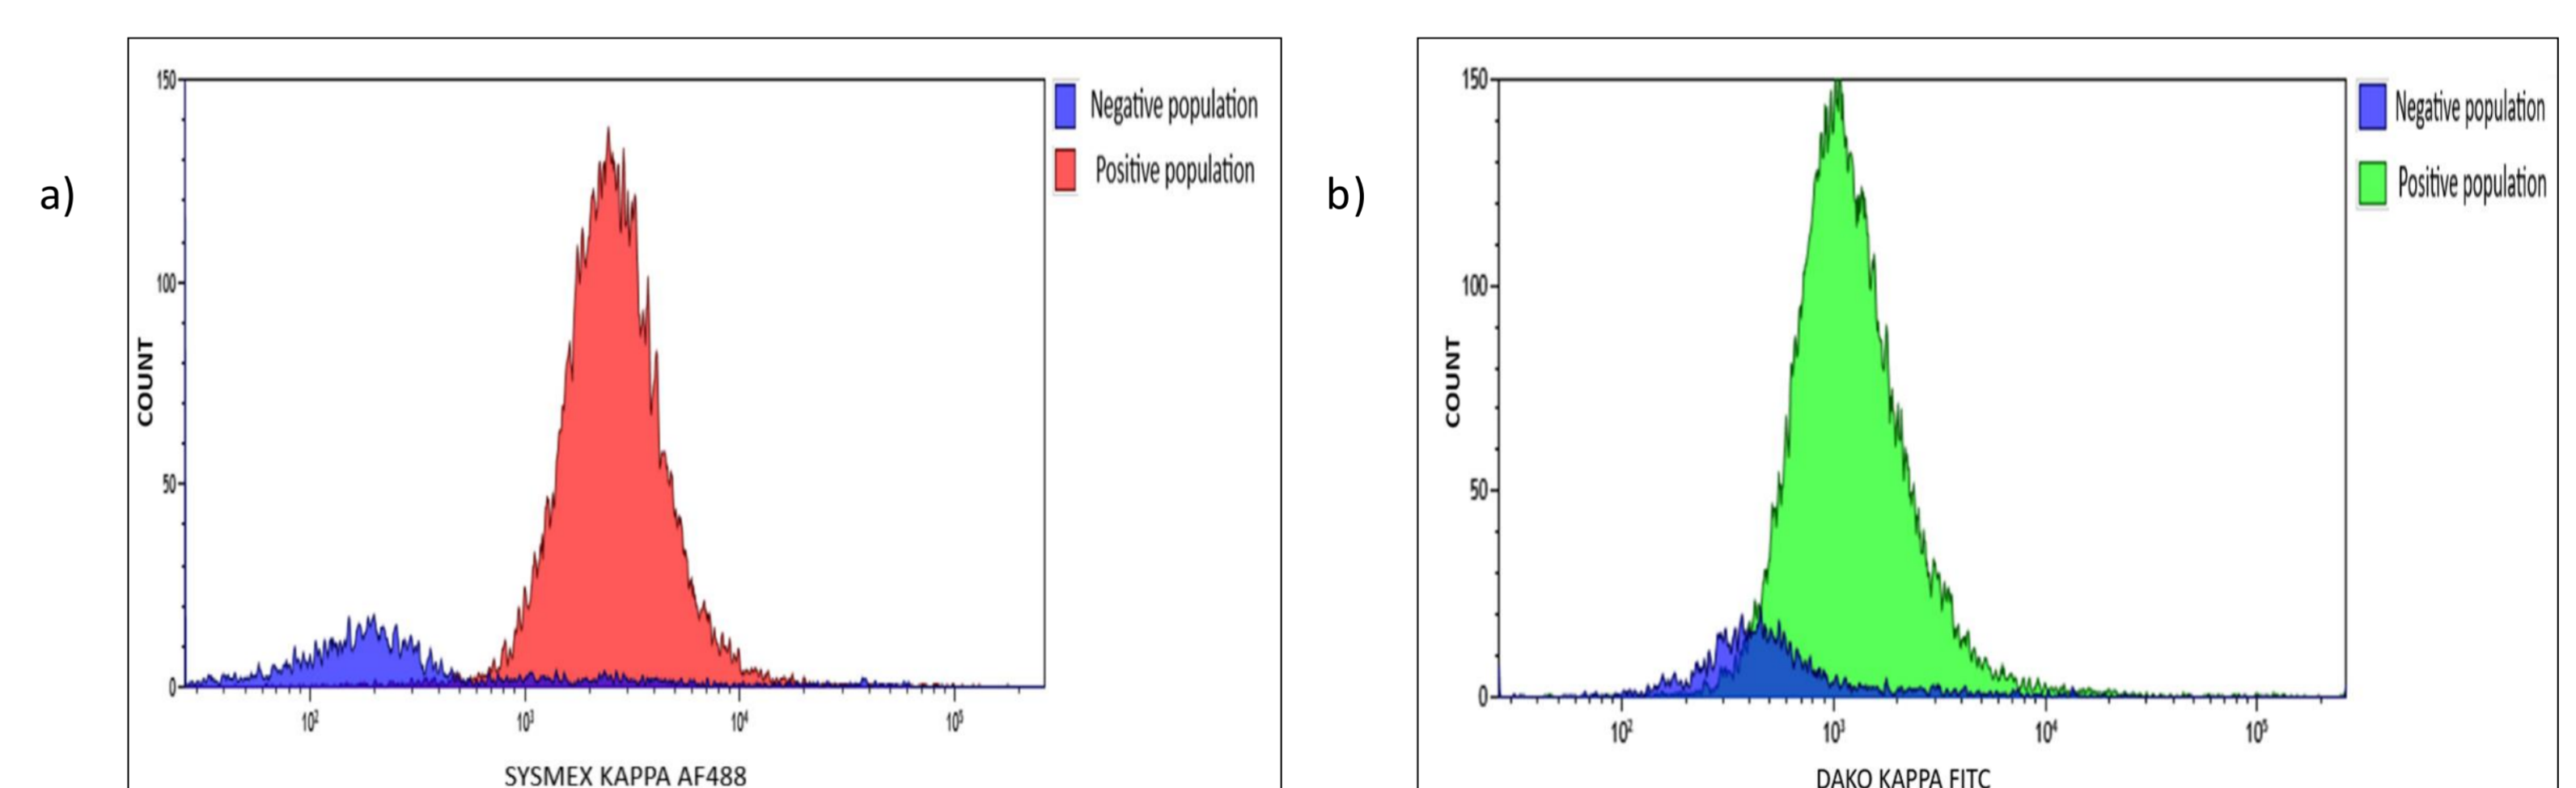 a)
150
100
50
0
COUNT
10²
10³
10⁴
10⁵
SYSMEX KAPPA AF488
Negative population
Positive population
b)
150
100
50
0
COUNT
10²
10³
10⁴
10⁵
DAKO KAPPA FITC
Negative population
Positive population